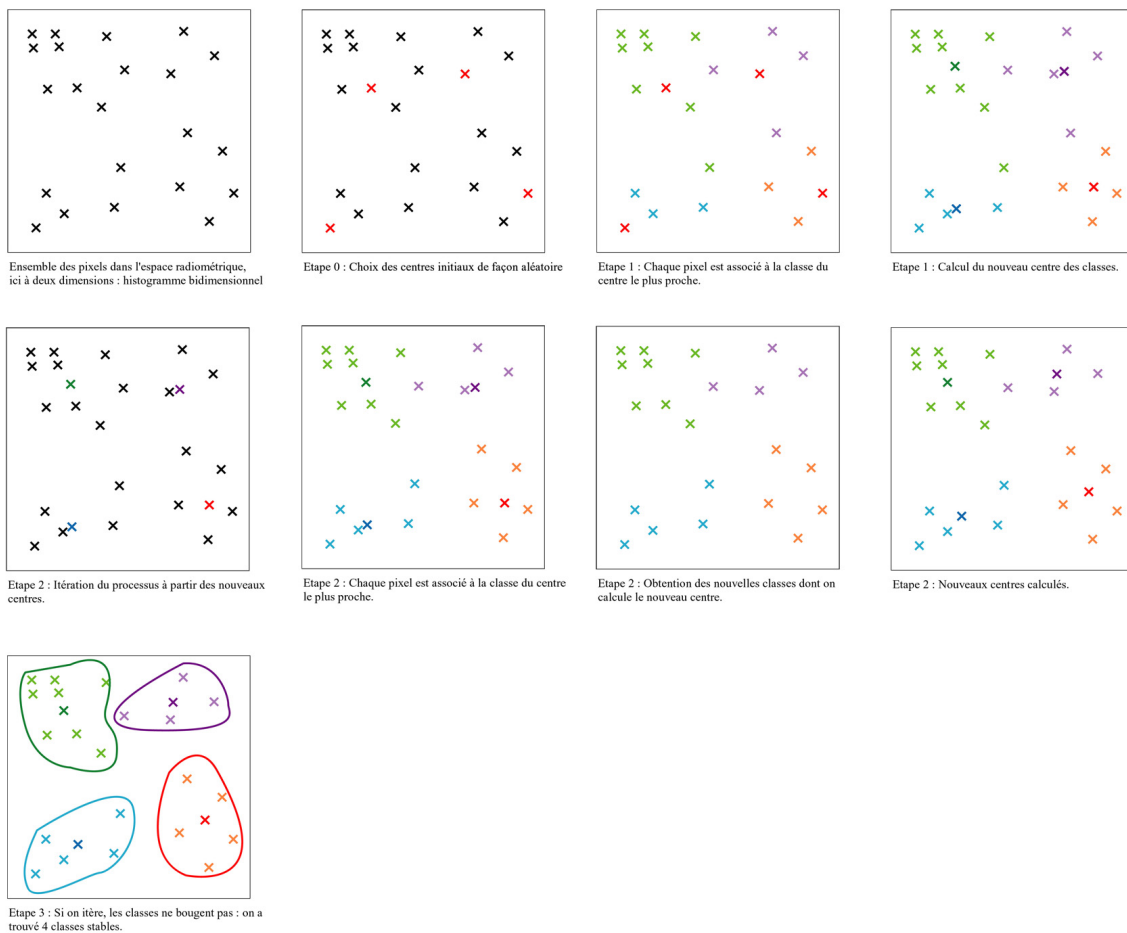 Ensemble des pixels dans l'espace radiométrique,
ici à deux dimensions : histogramme bidimensionnel
Etape 0 : Choix des centres initiaux de façon aléatoire
Etape 1 : Chaque pixel est associé à la classe du
centre le plus proche.
Etape 1 : Calcul du nouveau centre des classes.
Etape 2 : Itération du processus à partir des nouveaux
centres.
Etape 2 : Chaque pixel est associé à la classe du centre
le plus proche.
Etape 2 : Obtention des nouvelles classes dont on
calcule le nouveau centre.
Etape 2 : Nouveaux centres calculés.
Etape 3 : Si on itère, les classes ne bougent pas : on a
trouvé 4 classes stables.